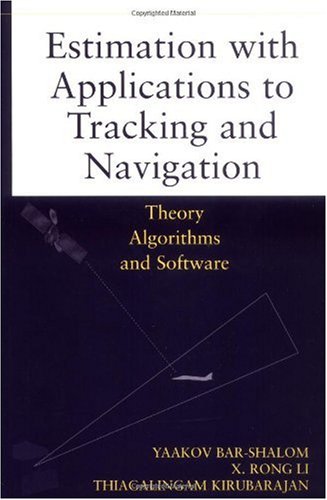 Estimation with
Applications to
Tracking and
Navigation
Theory
Algorithms
and Software
YAAKOV BAR-SHALOM
X. RONG LI
THIAGALINGAM KIRUBARAJAN